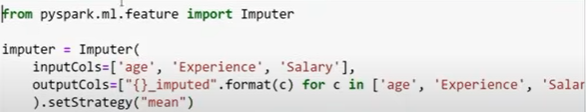 from pyspark.ml.feature import Imputer
imputer = Imputer(
inputCols=['age', 'Experience', 'Salary'],
outputCols=["{}_imputed".format(c) for c in ['age', 'Experience', 'Salar
).setStrategy("mean")